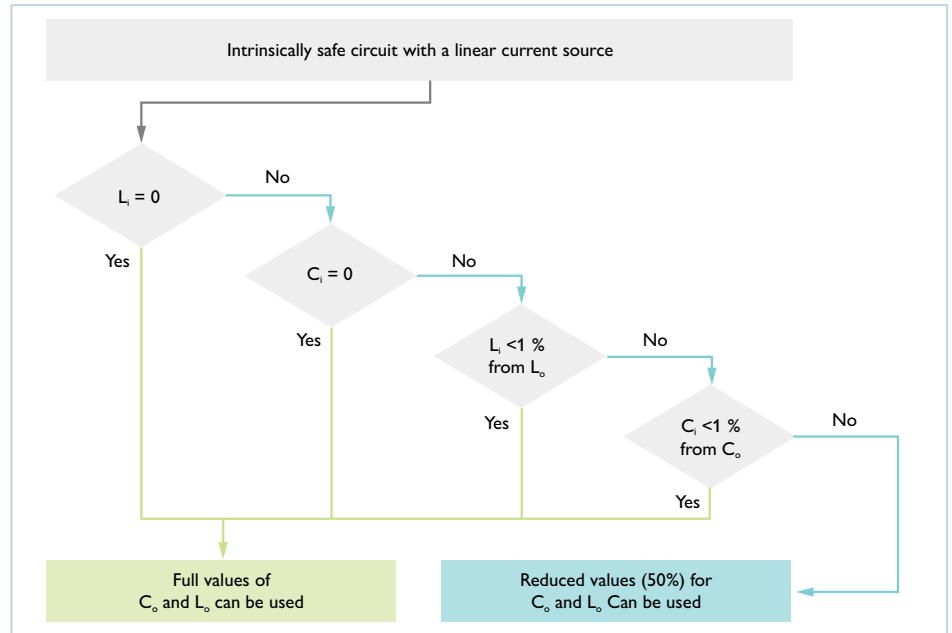 Intrinsically safe circuit with a linear current source
Lᵢ = 0
No
Yes
Cᵢ = 0
No
Yes
Lᵢ <1 %
from Lₒ
No
Yes
Cᵢ <1 %
from Cₒ
No
Yes
Full values of
Cₒ and Lₒ can be used
Reduced values (50%) for
Cₒ and Lₒ Can be used